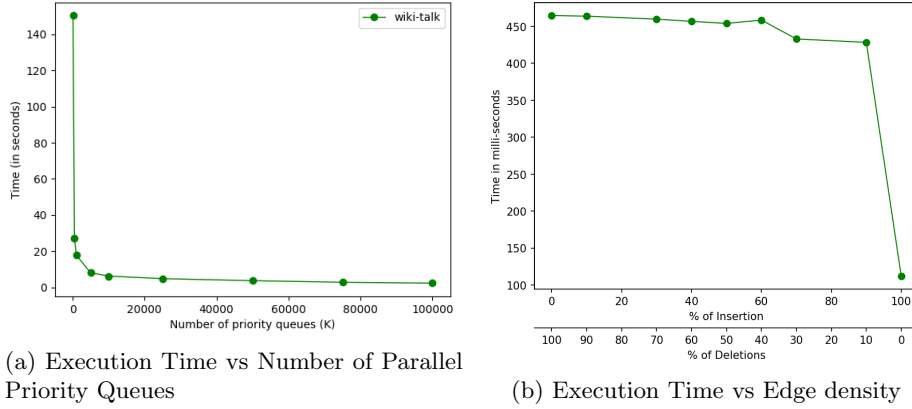 wiki-talk
140
120
100
80
60
40
20
0
Time (in seconds)
0 20000 40000 60000 80000 100000
Number of priority queues (K)
(a) Execution Time vs Number of Parallel
Priority Queues
450
400
350
300
250
200
150
100
Time in milli-seconds
0 20 40 60 80 100
% of Insertion
100 90 80 70 60 50 40 30 20 10 0
% of Deletions
(b) Execution Time vs Edge density